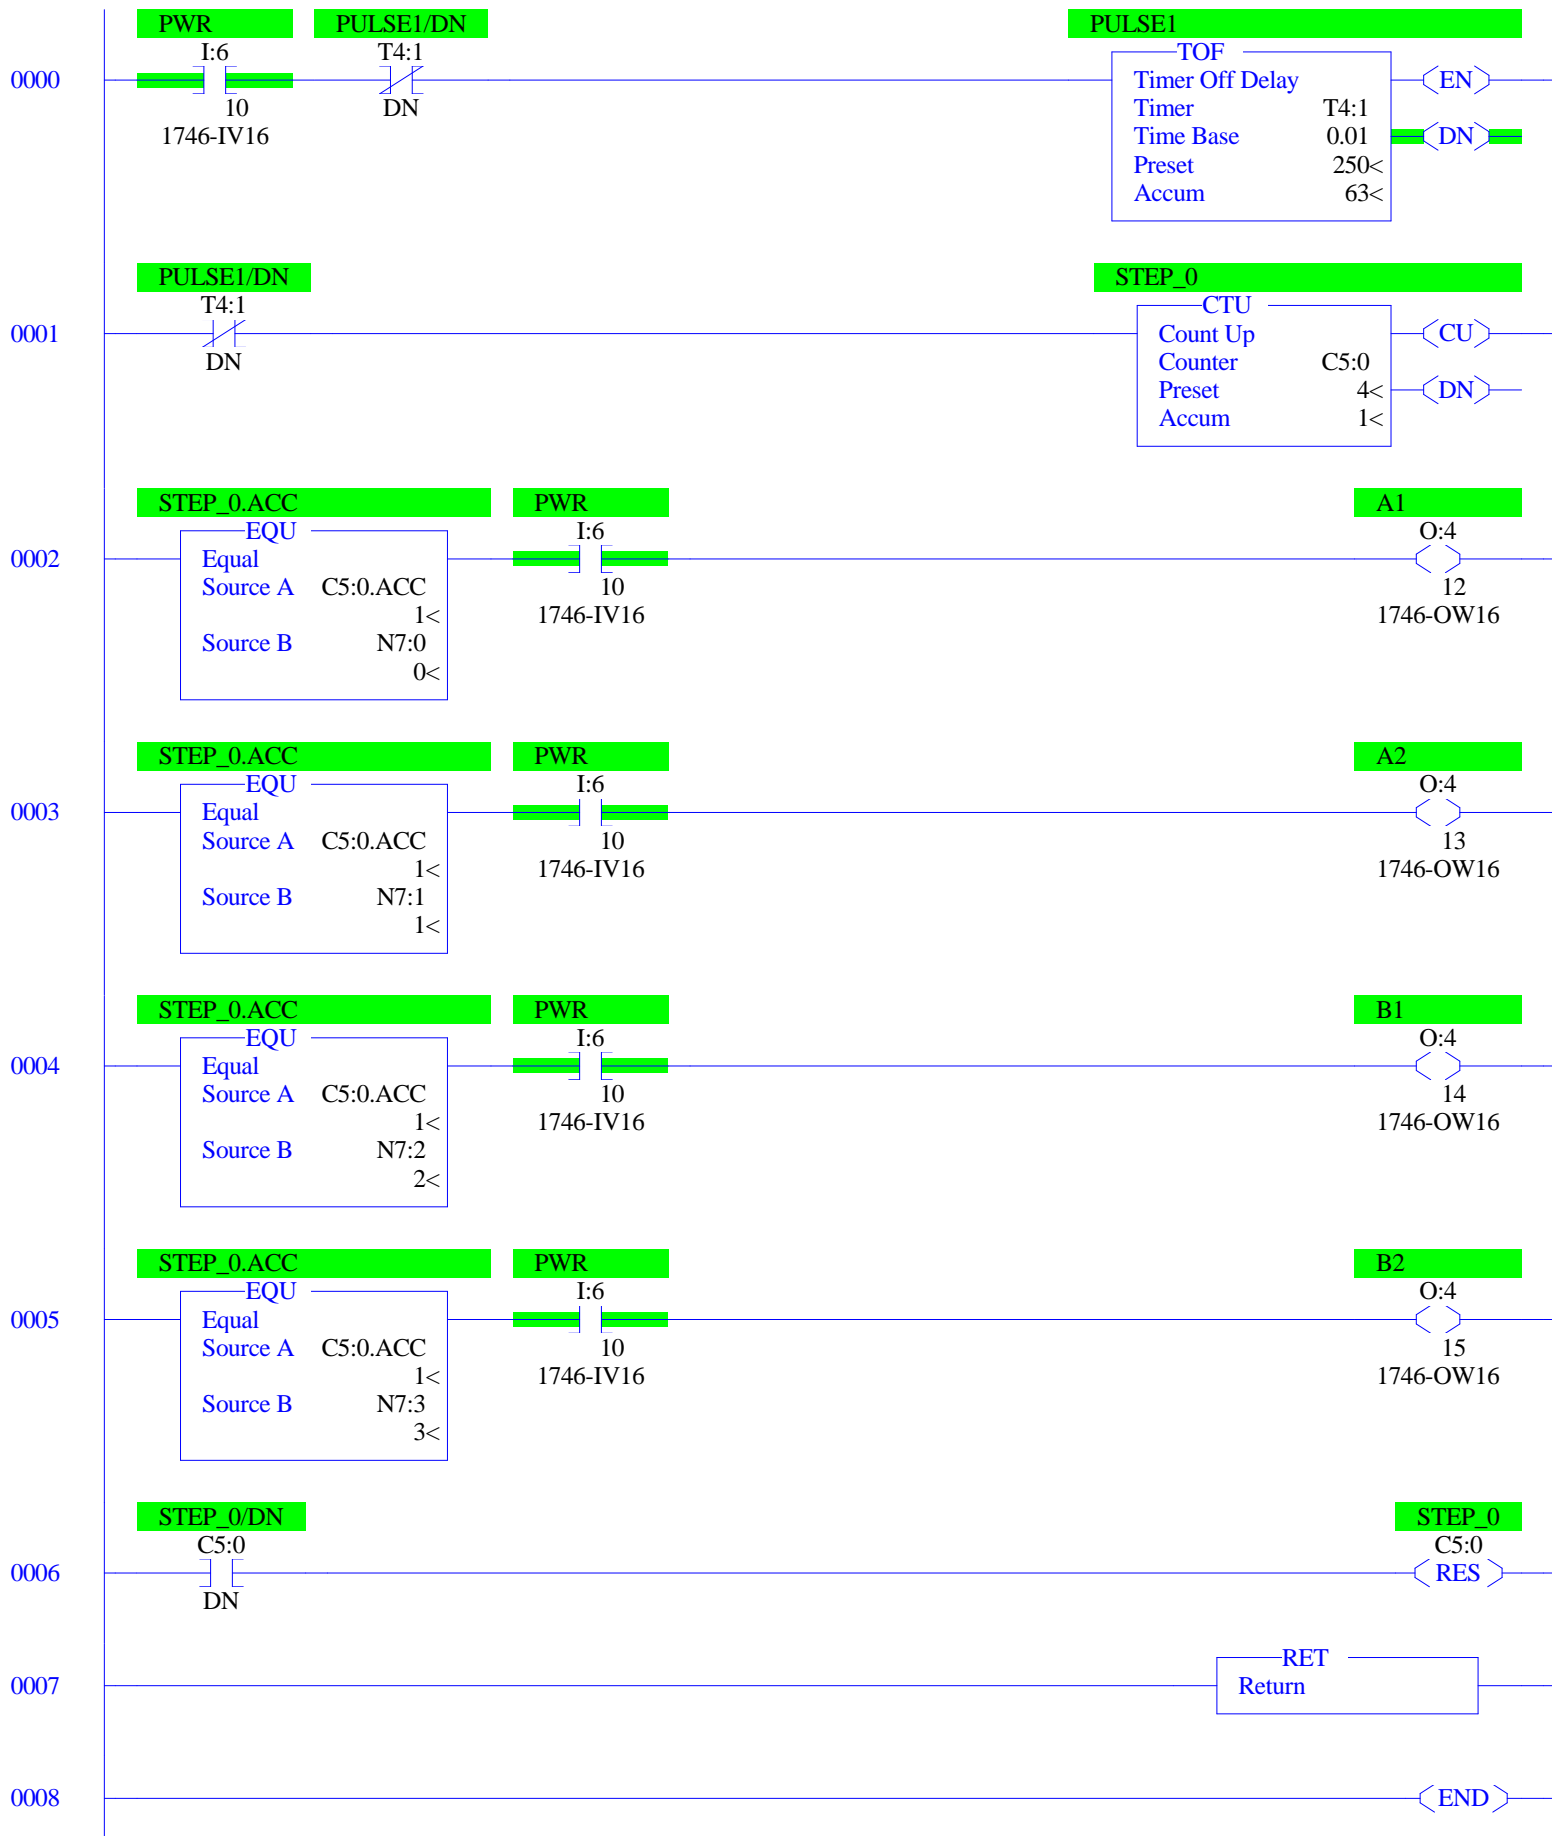 PWR PULSE1/DN PULSE1
I:6 T4:1 TOF
0000 Timer Off Delay EN
10 DN Timer T4:1
1746-IV16 Time Base 0.01 DN
Preset 250<
Accum 63<
PULSE1/DN STEP_0
T4:1 CTU
0001 Count Up CU
DN Counter C5:0
Preset 4< DN
Accum 1<
STEP_0.ACC PWR A1
EQU I:6 O:4
0002 Equal
Source A C5:0.ACC 10 12
1< 1746-IV16 1746-OW16
Source B N7:0
0<
STEP_0.ACC PWR A2
EQU I:6 O:4
0003 Equal
Source A C5:0.ACC 10 13
1< 1746-IV16 1746-OW16
Source B N7:1
1<
STEP_0.ACC PWR B1
EQU I:6 O:4
0004 Equal
Source A C5:0.ACC 10 14
1< 1746-IV16 1746-OW16
Source B N7:2
2<
STEP_0.ACC PWR B2
EQU I:6 O:4
0005 Equal
Source A C5:0.ACC 10 15
1< 1746-IV16 1746-OW16
Source B N7:3
3<
STEP_0/DN STEP_0
C5:0 C5:0
0006 RES
DN
RET
0007 Return
0008 END